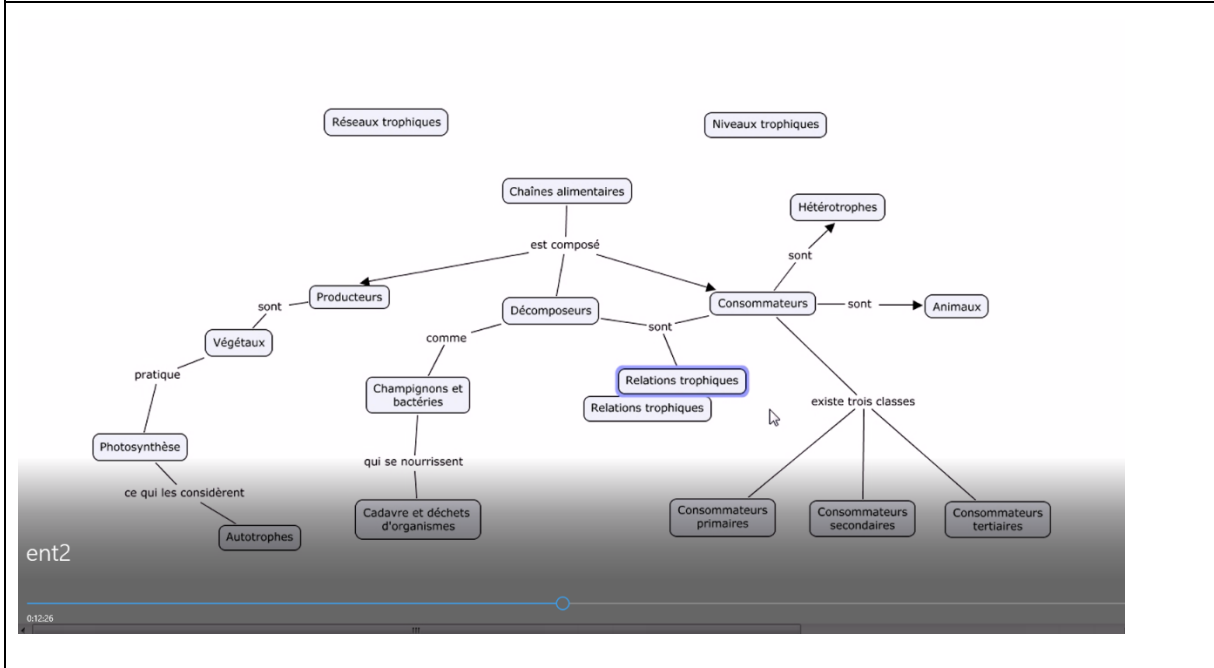 Réseaux trophiques
Niveaux trophiques
Chaînes alimentaires
Hétérotrophes
est composé
sont
Producteurs
sont
Décomposeurs
Consommateurs
sont
Animaux
sont
Végétaux
comme
pratique
Relations trophiques
Champignons et
bactéries
Relations trophiques
existe trois classes
Photosynthèse
qui se nourrissent
ce qui les considèrent
Cadavre et déchets
d'organismes
Consommateurs
primaires
Consommateurs
secondaires
Consommateurs
tertiaires
Autotrophes
ent2
0:12:26